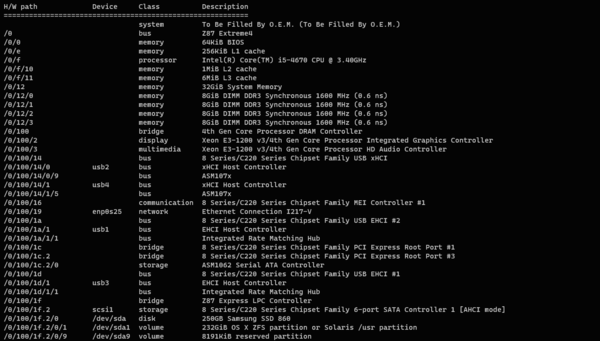 H/W path Device Class Description
=======================================================
system To Be Filled By O.E.M. (To Be Filled By O.E.M.)
/0 bus Z87 Extreme4
/0/0 memory 64KiB BIOS
/0/e memory 256KiB L1 cache
/0/f processor Intel(R) Core(TM) i5-4670 CPU @ 3.40GHz
/0/f/10 memory 1MiB L2 cache
/0/f/11 memory 6MiB L3 cache
/0/12 memory 32GiB System Memory
/0/12/0 memory 8GiB DIMM DDR3 Synchronous 1600 MHz (0.6 ns)
/0/12/1 memory 8GiB DIMM DDR3 Synchronous 1600 MHz (0.6 ns)
/0/12/2 memory 8GiB DIMM DDR3 Synchronous 1600 MHz (0.6 ns)
/0/12/3 memory 8GiB DIMM DDR3 Synchronous 1600 MHz (0.6 ns)
/0/100 bridge 4th Gen Core Processor DRAM Controller
/0/100/2 display Xeon E3-1200 v3/4th Gen Core Processor Integrated Graphics Controller
/0/100/3 multimedia Xeon E3-1200 v3/4th Gen Core Processor HD Audio Controller
/0/100/14 bus 8 Series/C220 Series Chipset Family USB xHCI
/0/100/14/0 usb2 bus xHCI Host Controller
/0/100/14/0/9 bus ASM107x
/0/100/14/1 usb4 bus xHCI Host Controller
/0/100/14/1/5 bus ASM107x
/0/100/16 communication 8 Series/C220 Series Chipset Family MEI Controller #1
/0/100/19 enp0s25 network Ethernet Connection I217-V
/0/100/1a bus 8 Series/C220 Series Chipset Family USB EHCI #2
/0/100/1a/1 usb1 bus EHCI Host Controller
/0/100/1a/1/1 bus Integrated Rate Matching Hub
/0/100/1c bridge 8 Series/C220 Series Chipset Family PCI Express Root Port #1
/0/100/1c.2 bridge 8 Series/C220 Series Chipset Family PCI Express Root Port #3
/0/100/1c.2/0 storage ASM1062 Serial ATA Controller
/0/100/1d bus 8 Series/C220 Series Chipset Family USB EHCI #1
/0/100/1d/1 usb3 bus EHCI Host Controller
/0/100/1d/1/1 bus Integrated Rate Matching Hub
/0/100/1f bridge Z87 Express LPC Controller
/0/100/1f.2 scsi1 storage 8 Series/C220 Series Chipset Family 6-port SATA Controller 1 [AHCI mode]
/0/100/1f.2/0 /dev/sda disk 250GB Samsung SSD 860
/0/100/1f.2/0/1 /dev/sda1 volume 232GiB OS X ZFS partition or Solaris /usr partition
/0/100/1f.2/0/9 /dev/sda9 volume 8191KiB reserved partition